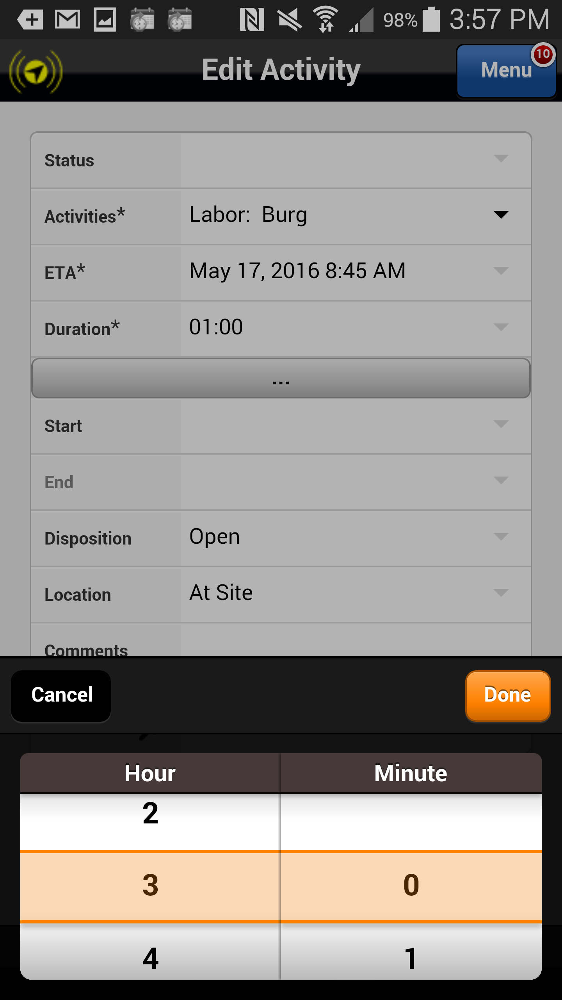 98% 3:57 PM
Edit Activity
Menu
10
Status
Activities* Labor: Burg
ETA* May 17, 2016 8:45 AM
Duration* 01:00
...
Start
End
Disposition Open
Location At Site
Comments
Cancel Done
Hour Minute
2
3 0
4 1